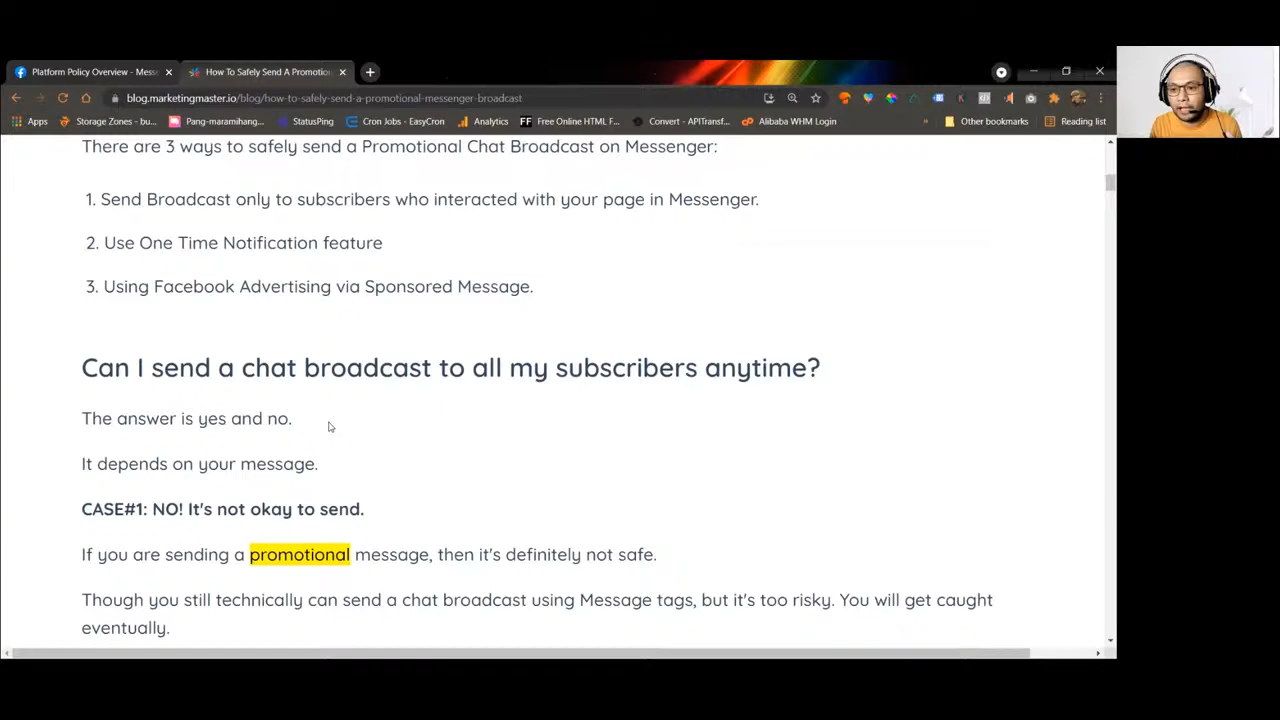 Platform Policy Overview - Mess
How To Safely Send A Promotion
blog.marketingmaster.io/blog/how-to-safely-send-a-promotional-messenger-broadcast
Apps
Storage Zones - bu...
Pang-maramihang...
StatusPing
Cron Jobs - EasyCron
Analytics
FF Free Online HTML F...
Convert - APITransf...
Alibaba WHM Login
»
Other bookmarks
Reading list
There are 3 ways to safely send a Promotional Chat Broadcast on Messenger:
1. Send Broadcast only to subscribers who interacted with your page in Messenger.
2. Use One Time Notification feature
3. Using Facebook Advertising via Sponsored Message.
Can I send a chat broadcast to all my subscribers anytime?
The answer is yes and no.
It depends on your message.
CASE#1: NO! It's not okay to send.
If you are sending a promotional message, then it's definitely not safe.
Though you still technically can send a chat broadcast using Message tags, but it's too risky. You will get caught
eventually.